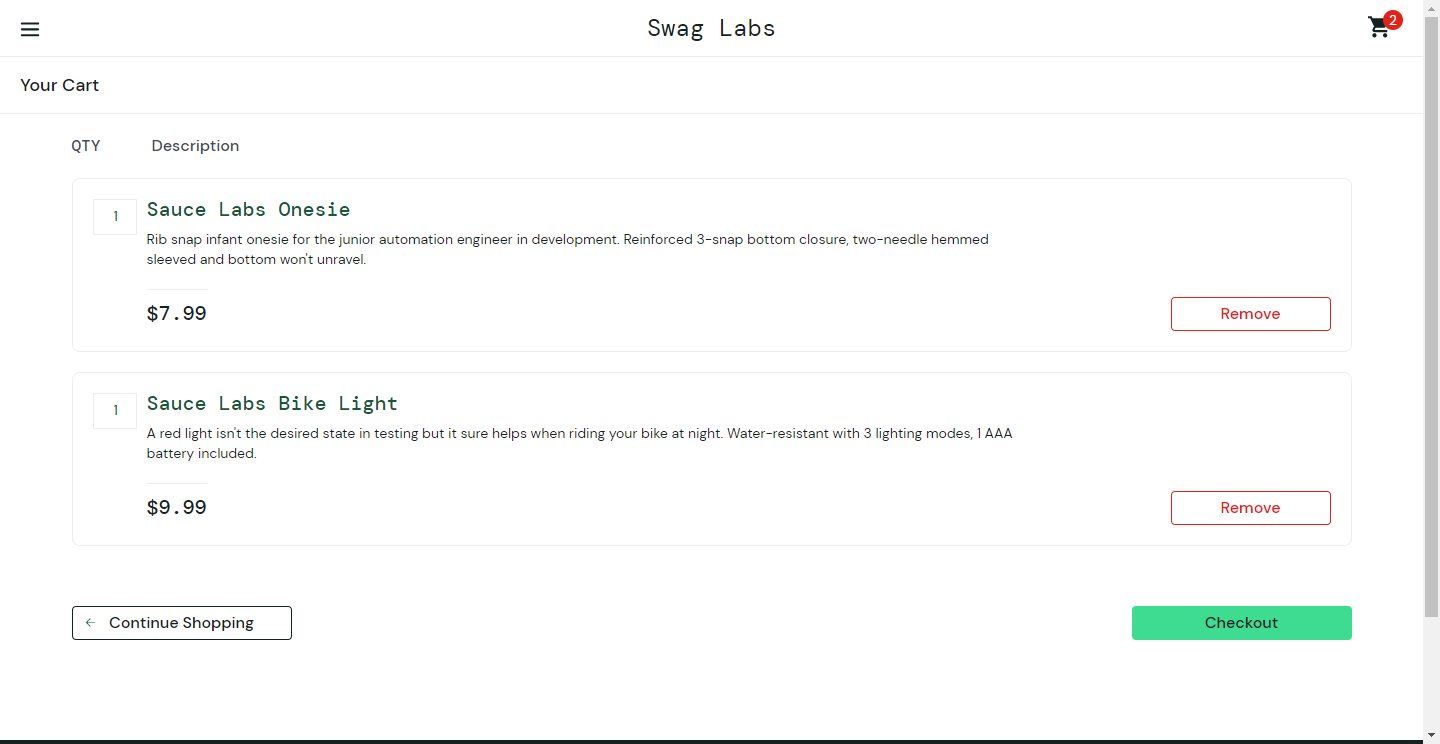 Swag Labs
2
Your Cart
QTY Description
1
Sauce Labs Onesie
Rib snap infant onesie for the junior automation engineer in development. Reinforced 3-snap bottom closure, two-needle hemmed
sleeved and bottom won't unravel.
$7.99
Remove
1
Sauce Labs Bike Light
A red light isn't the desired state in testing but it sure helps when riding your bike at night. Water-resistant with 3 lighting modes, 1 AAA
battery included.
$9.99
Remove
Continue Shopping
Checkout